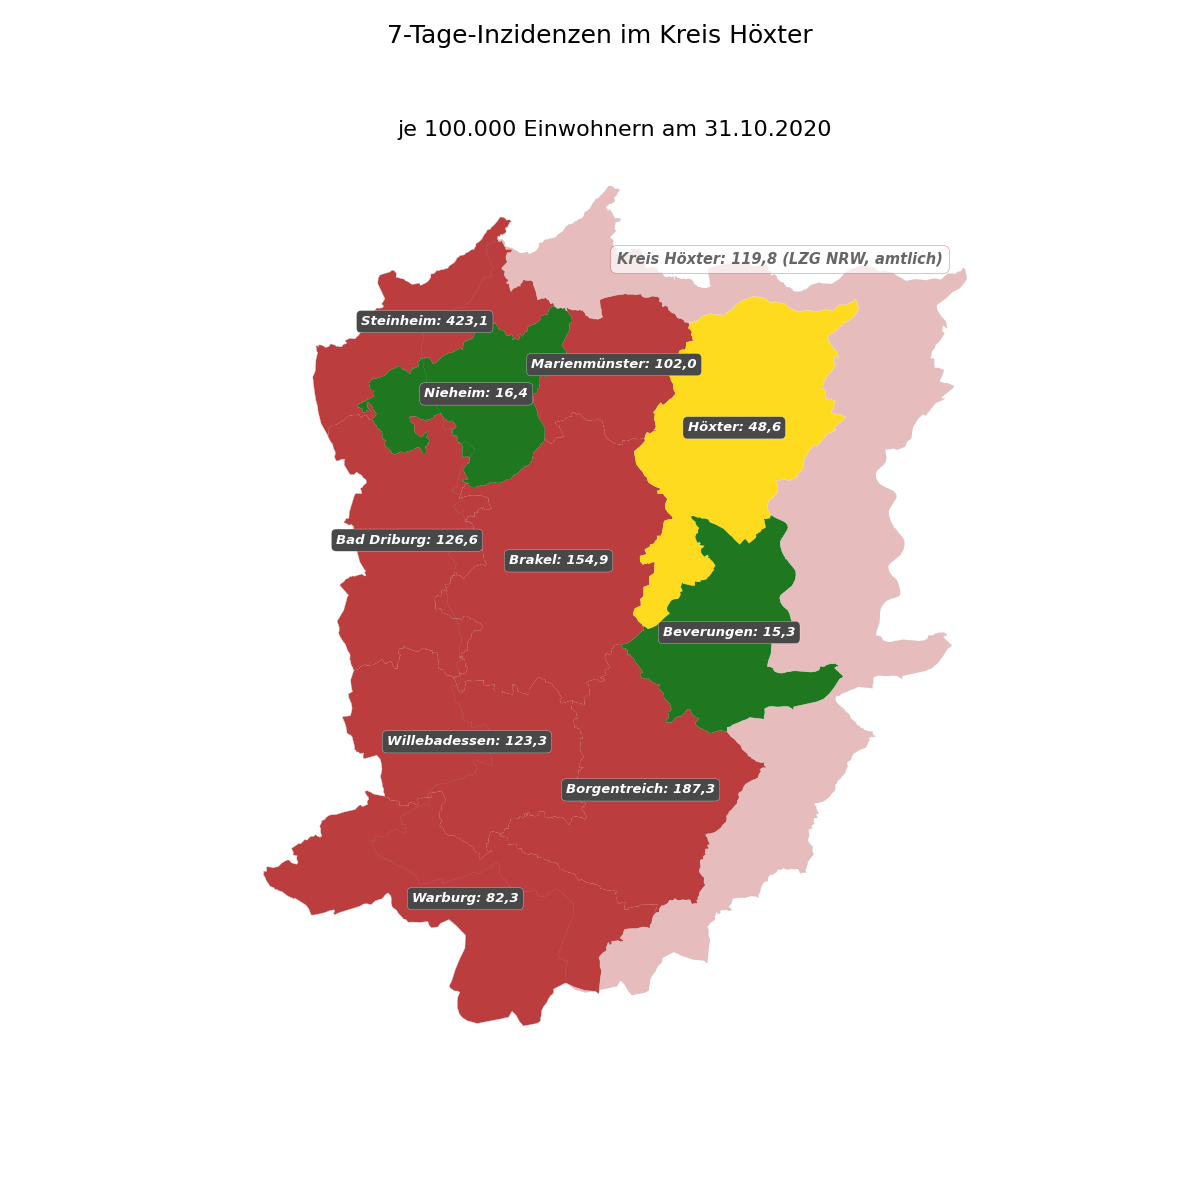 7-Tage-Inzidenzen im Kreis Höxter
je 100.000 Einwohnern am 31.10.2020
Kreis Höxter: 119,8 (LZG NRW, amtlich)
Steinheim: 423,1
Marienmünster: 102,0
Nieheim: 16,4
Höxter: 48,6
Bad Driburg: 126,6
Brakel: 154,9
Beverungen: 15,3
Willebadessen: 123,3
Borgentreich: 187,3
Warburg: 82,3